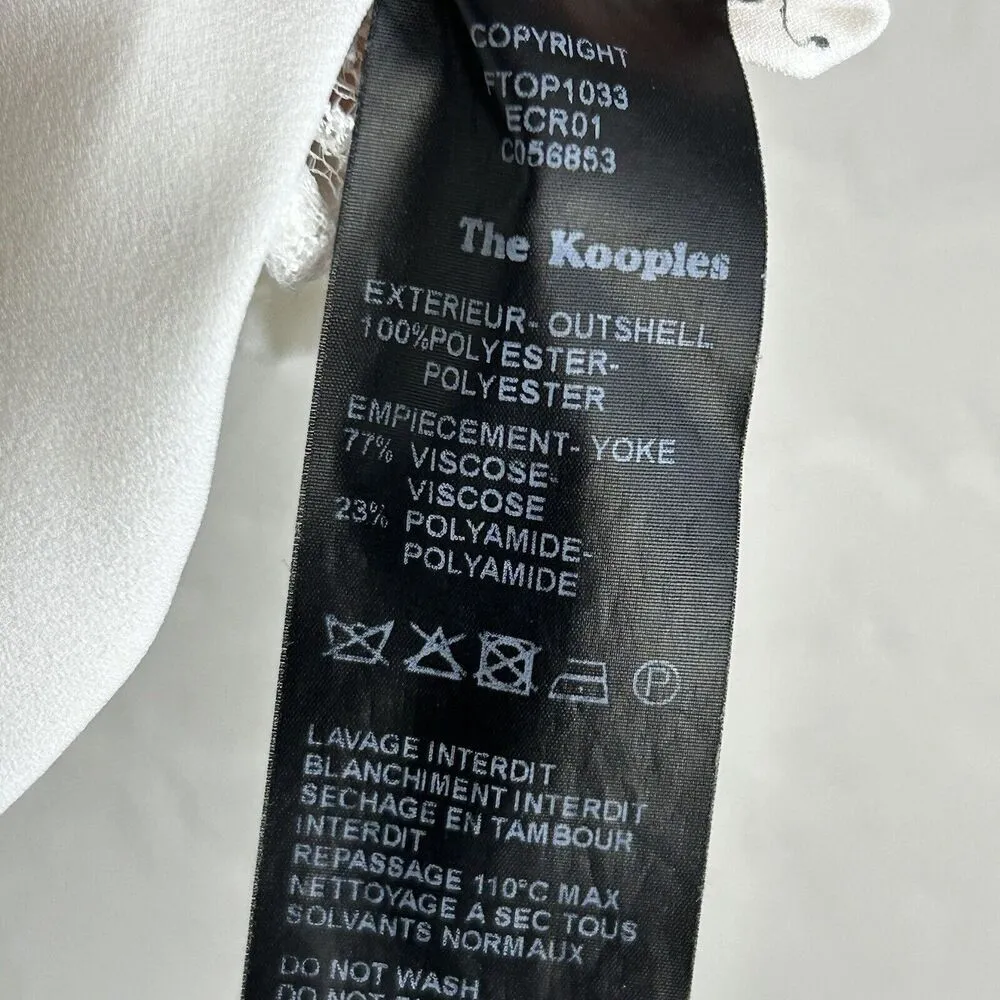 COPYRIGHT
FTOP1033
ECR01
C056853
The Kooples
EXTERIEUR- OUTSHELL
100%POLYESTER-
POLYESTER
EMPIECEMENT- YOKE
77% VISCOSE-
VISCOSE
23% POLYAMIDE-
POLYAMIDE
P
LAVAGE INTERDIT
BLANCHIMENT INTERDIT
SECHAGE EN TAMBOUR
INTERDIT
REPASSAGE 110°C MAX
NETTOYAGE A SEC TOUS
SOLVANTS NORMAUX
DO NOT WASH
DO NOT